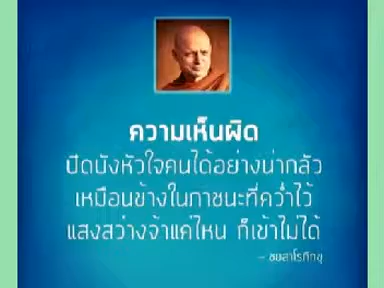 ความเห็นผิด
ปิดบังหัวใจคนได้อย่างน่ากลัว
เหมือนข้างในภาชนะที่คว่ำไว้
แสงสว่างจ้าแค่ไหน ก็เข้าไม่ได้
– ชยสาโรภิกขุ